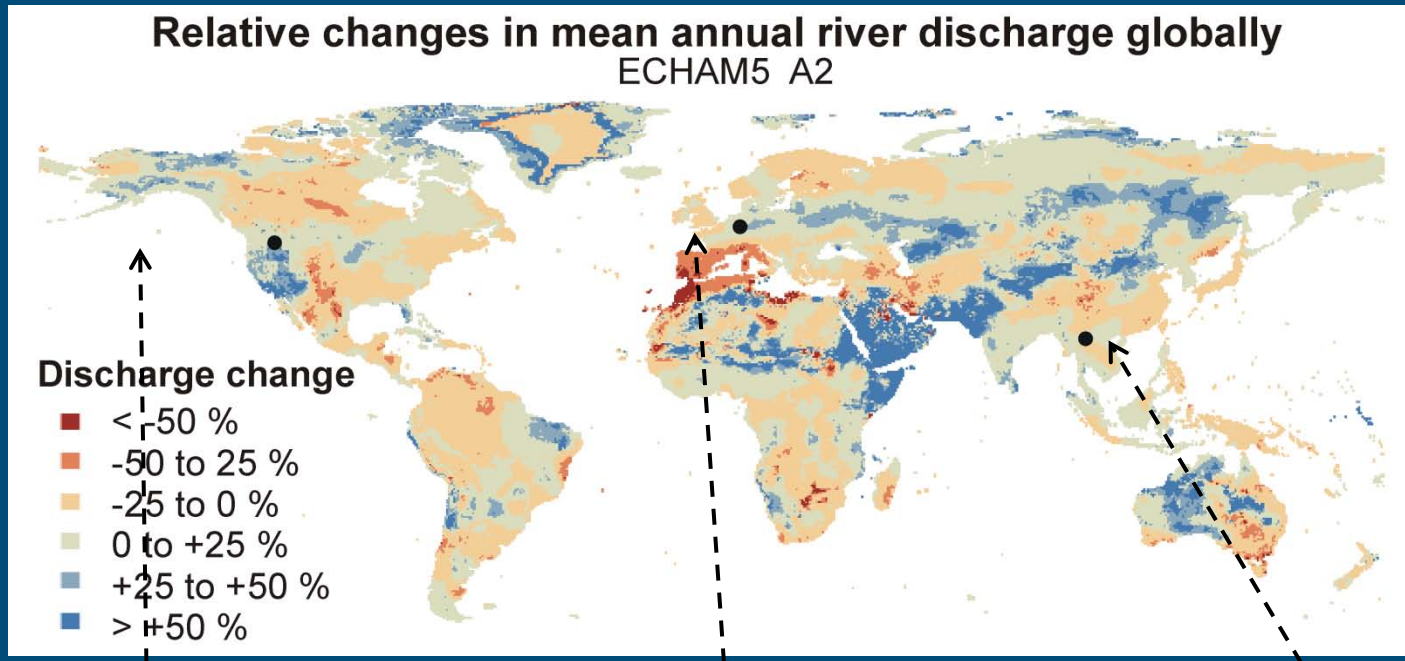 Relative changes in mean annual river discharge globally
ECHAM5 A2
Discharge change
< -50 %
-50 to 25 %
-25 to 0 %
0 to +25 %
+25 to +50 %
> +50 %